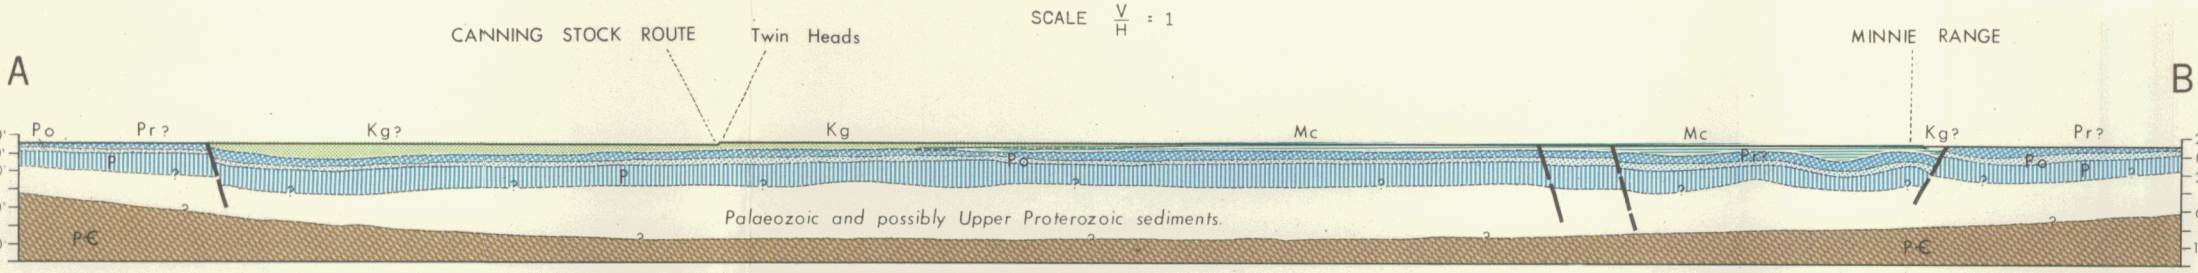 SCALE V/H = 1
CANNING STOCK ROUTE Twin Heads MINNIE RANGE
A B
Po Pr? Kg? Kg Mc Mc Kg? Pr?
P ? ? ? P ? Po ? ? Pr? ? ? ? Po P ?
? Palaeozoic and possibly Upper Proterozoic sediments. ?
P€ ? ? ? P€